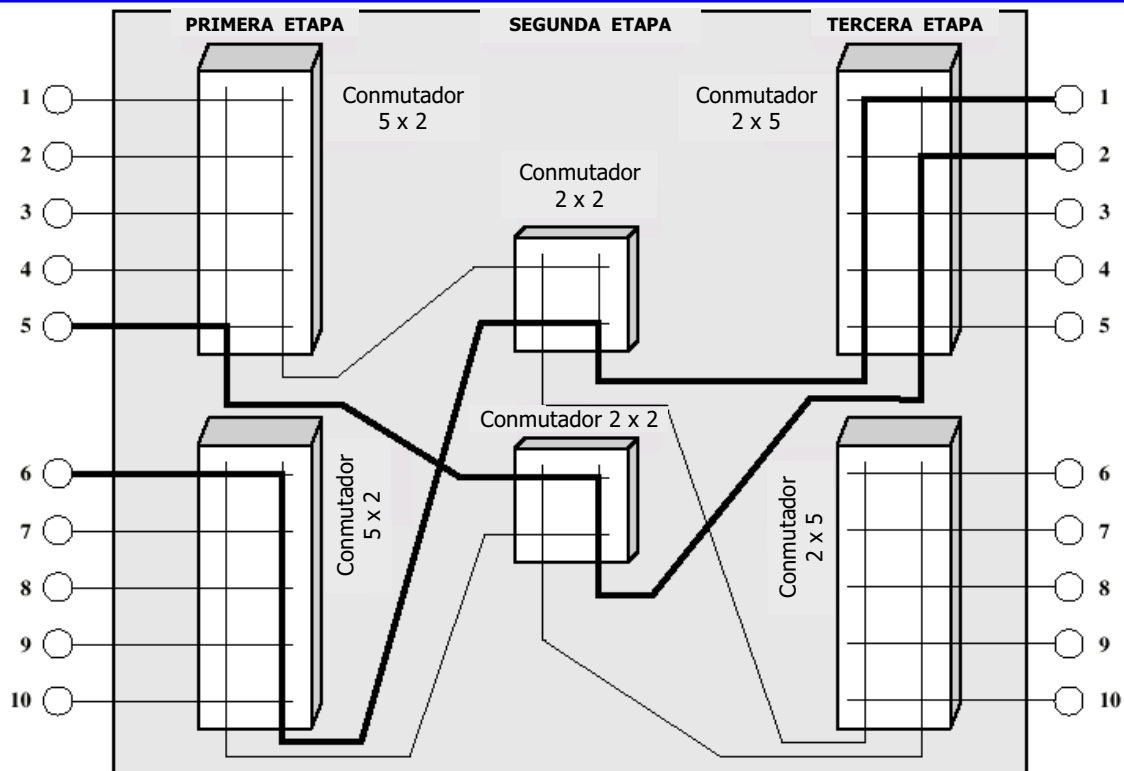 PRIMERA ETAPA
SEGUNDA ETAPA
TERCERA ETAPA
Conmutador
5 x 2
Conmutador
2 x 5
Conmutador
2 x 2
1
2
3
4
5
1
2
3
4
5
Conmutador 2 x 2
Conmutador
5 x 2
Conmutador
2 x 5
6
7
8
9
10
6
7
8
9
10